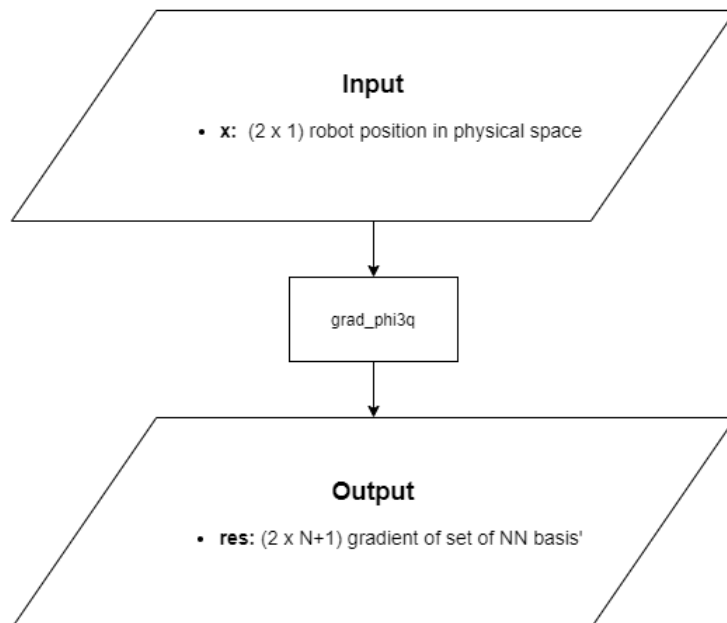 Input
• x: (2 x 1) robot position in physical space
grad_phi3q
Output
• res: (2 x N+1) gradient of set of NN basis'